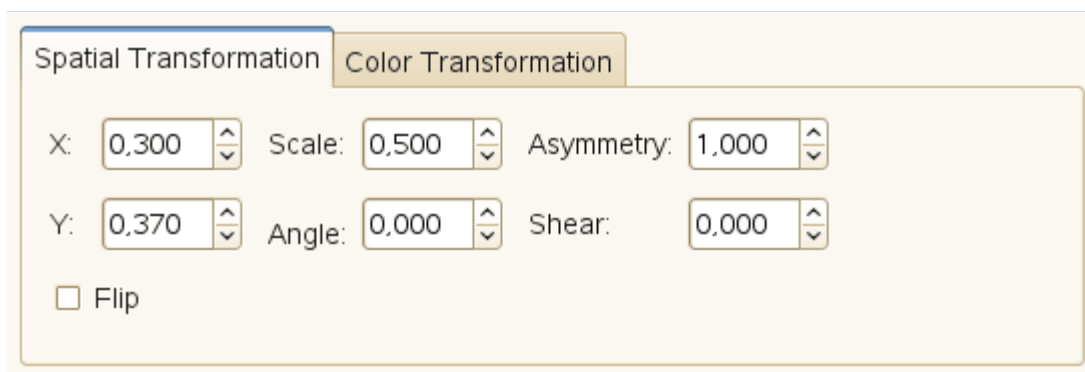 Spatial Transformation Color Transformation
X: 0,300 Scale: 0,500 Asymmetry: 1,000
Y: 0,370 Angle: 0,000 Shear: 0,000
Flip